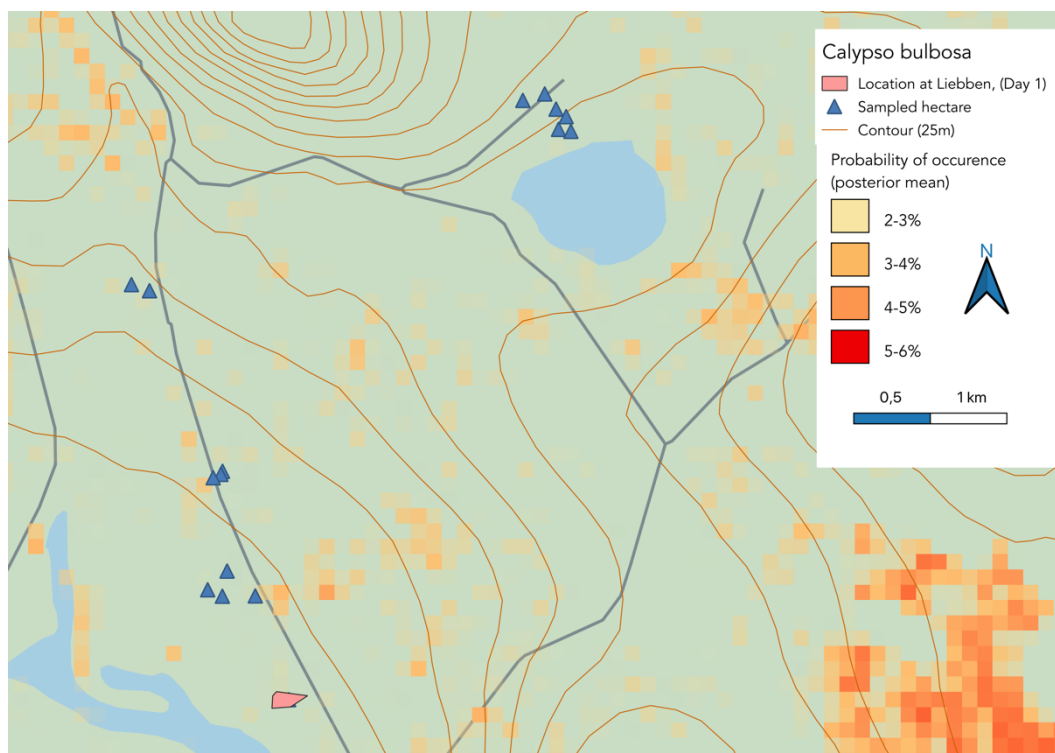 Calypso bulbosa
Location at Liebben, (Day 1)
Sampled hectare
Contour (25m)
Probability of occurence
(posterior mean)
2-3%
3-4%
4-5%
5-6%
N
0,5 1 km